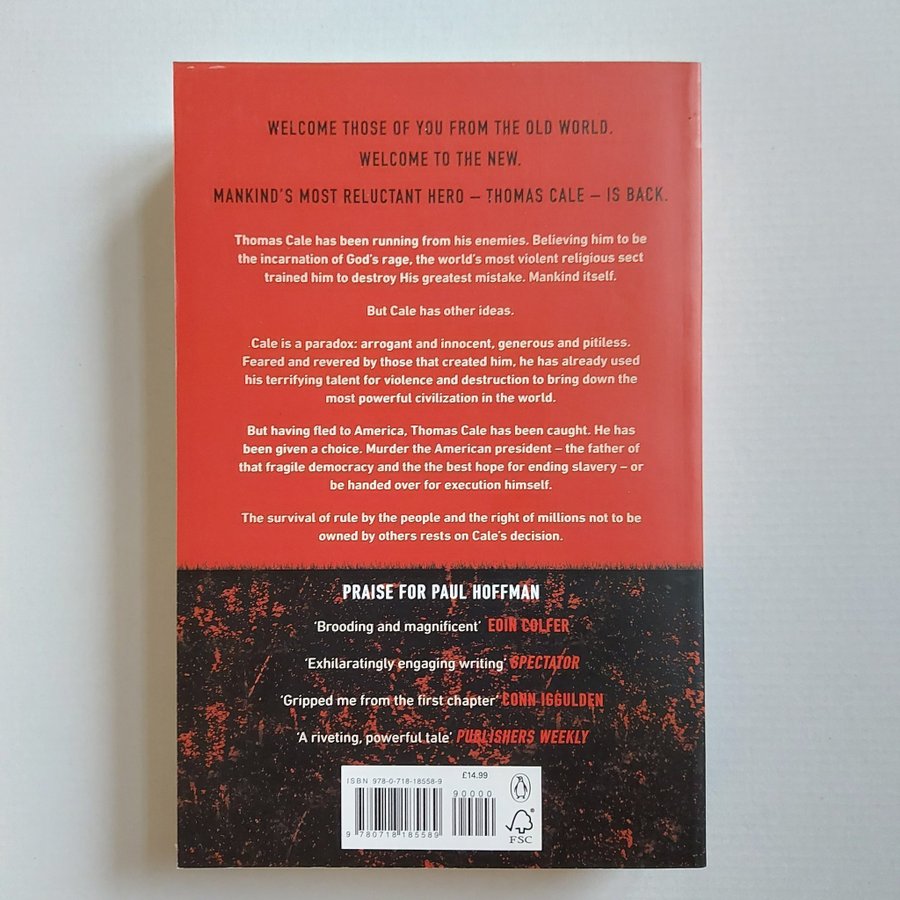 WELCOME THOSE OF YOU FROM THE OLD WORLD.
WELCOME TO THE NEW.
MANKIND'S MOST RELUCTANT HERO – THOMAS CALE – IS BACK.
Thomas Cale has been running from his enemies. Believing him to be
the incarnation of God's rage, the world's most violent religious sect
trained him to destroy His greatest mistake. Mankind itself.
But Cale has other ideas.
Cale is a paradox: arrogant and innocent, generous and pitiless.
Feared and revered by those that created him, he has already used
his terrifying talent for violence and destruction to bring down the
most powerful civilization in the world.
But having fled to America, Thomas Cale has been caught. He has
been given a choice. Murder the American president – the father of
that fragile democracy and the the best hope for ending slavery – or
be handed over for execution himself.
The survival of rule by the people and the right of millions not to be
owned by others rests on Cale's decision.
PRAISE FOR PAUL HOFFMAN
'Brooding and magnificent' EOIN COLFER
'Exhilaratingly engaging writing' SPECTATOR
'Gripped me from the first chapter' CONN IGGULDEN
'A riveting, powerful tale' PUBLISHERS WEEKLY
£14.99
ISBN 978-0-718-18558-9
90000
9 780718 185589
FSC